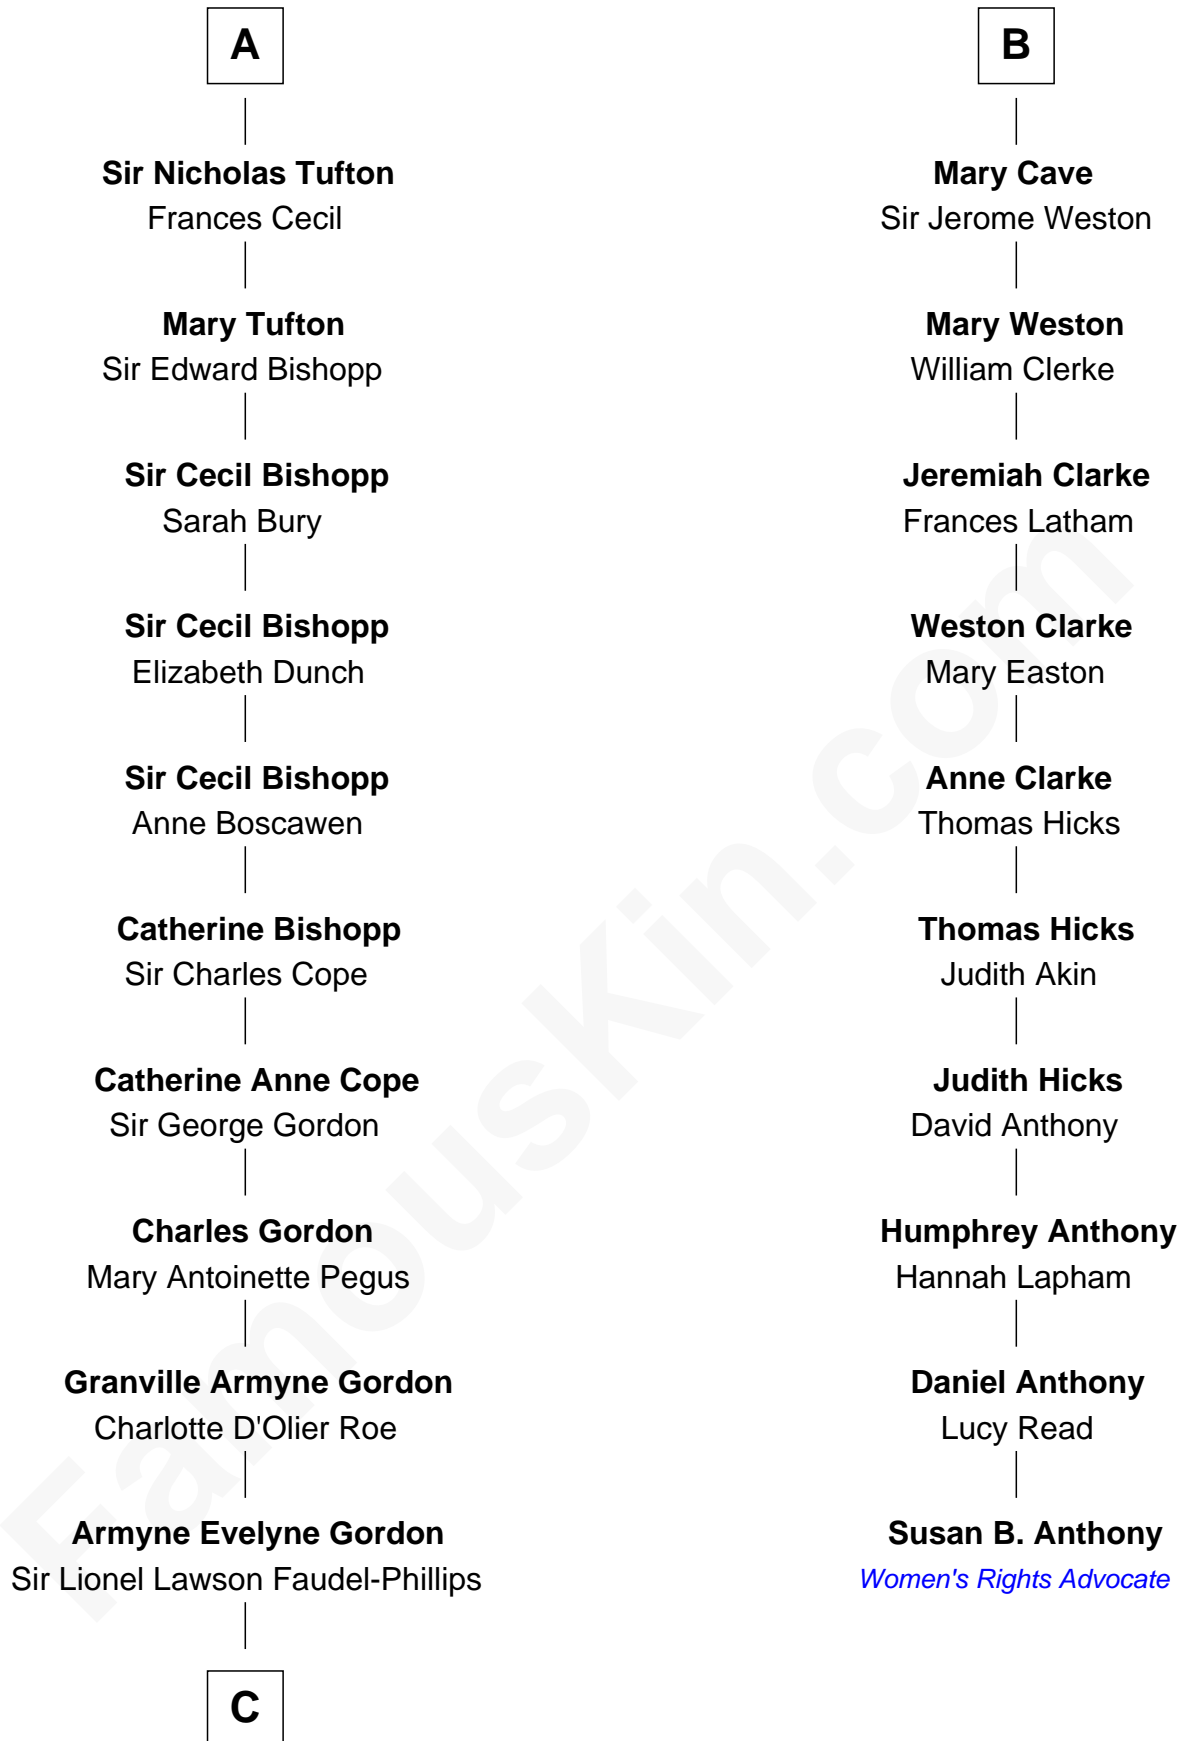 A
Sir Nicholas Tufton
Frances Cecil
Mary Tufton
Sir Edward Bishopp
Sir Cecil Bishopp
Sarah Bury
Sir Cecil Bishopp
Elizabeth Dunch
Sir Cecil Bishopp
Anne Boscawen
Catherine Bishopp
Sir Charles Cope
Catherine Anne Cope
Sir George Gordon
Charles Gordon
Mary Antoinette Pegus
Granville Armyne Gordon
Charlotte D'Olier Roe
Armyne Evelyne Gordon
Sir Lionel Lawson Faudel-Phillips
C
B
Mary Cave
Sir Jerome Weston
Mary Weston
William Clerke
Jeremiah Clarke
Frances Latham
Weston Clarke
Mary Easton
Anne Clarke
Thomas Hicks
Thomas Hicks
Judith Akin
Judith Hicks
David Anthony
Humphrey Anthony
Hannah Lapham
Daniel Anthony
Lucy Read
Susan B. Anthony
Women's Rights Advocate
FamousKin.com